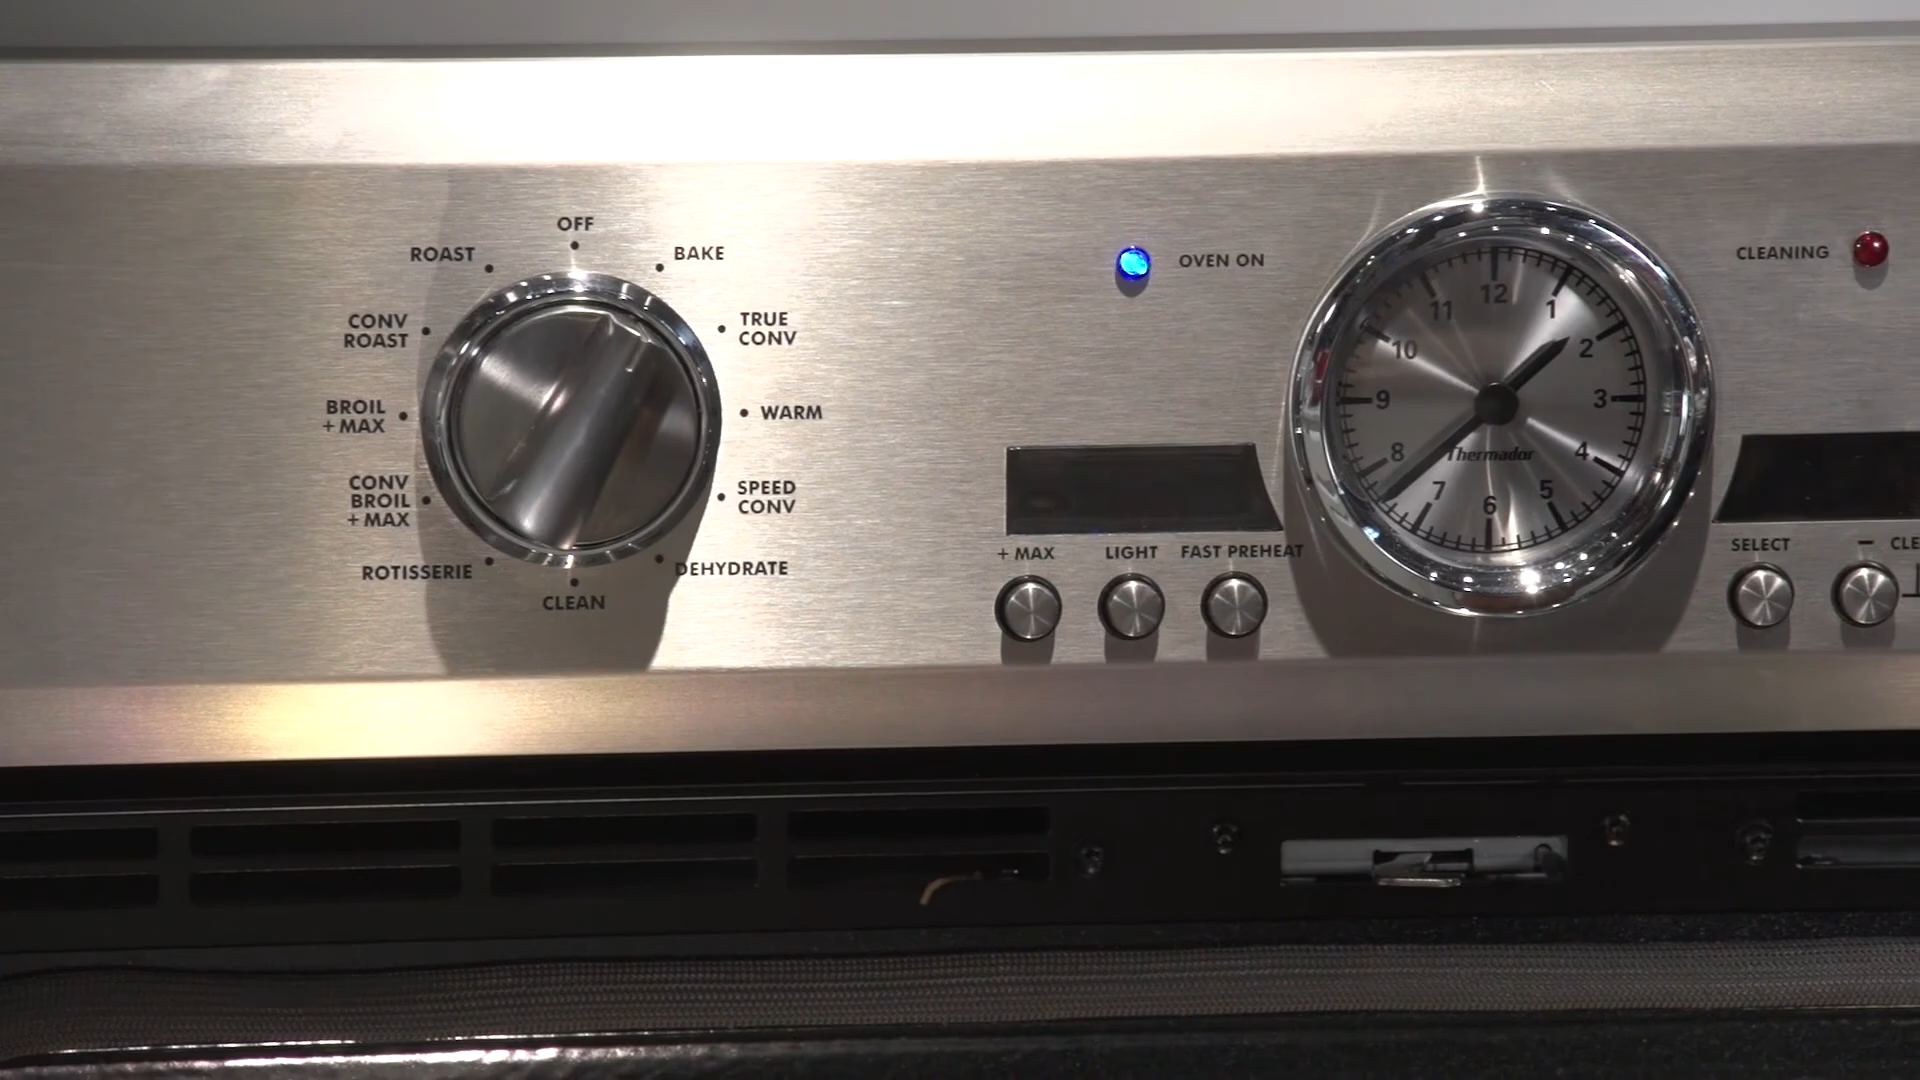 OFF
ROAST
BAKE
CONV
ROAST
TRUE
CONV
BROIL
+ MAX
WARM
CONV
BROIL
+ MAX
SPEED
CONV
ROTISSERIE
DEHYDRATE
CLEAN
OVEN ON
+ MAX
LIGHT
FAST PREHEAT
12
1
2
3
4
5
6
7
8
9
10
11
Thermador
CLEANING
SELECT
− CLE